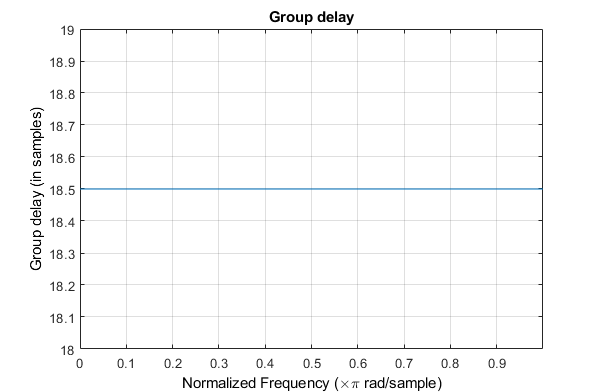 Group delay
19
18.9
18.8
18.7
18.6
18.5
18.4
18.3
18.2
18.1
18
Group delay (in samples)
0 0.1 0.2 0.3 0.4 0.5 0.6 0.7 0.8 0.9
Normalized Frequency (×π rad/sample)